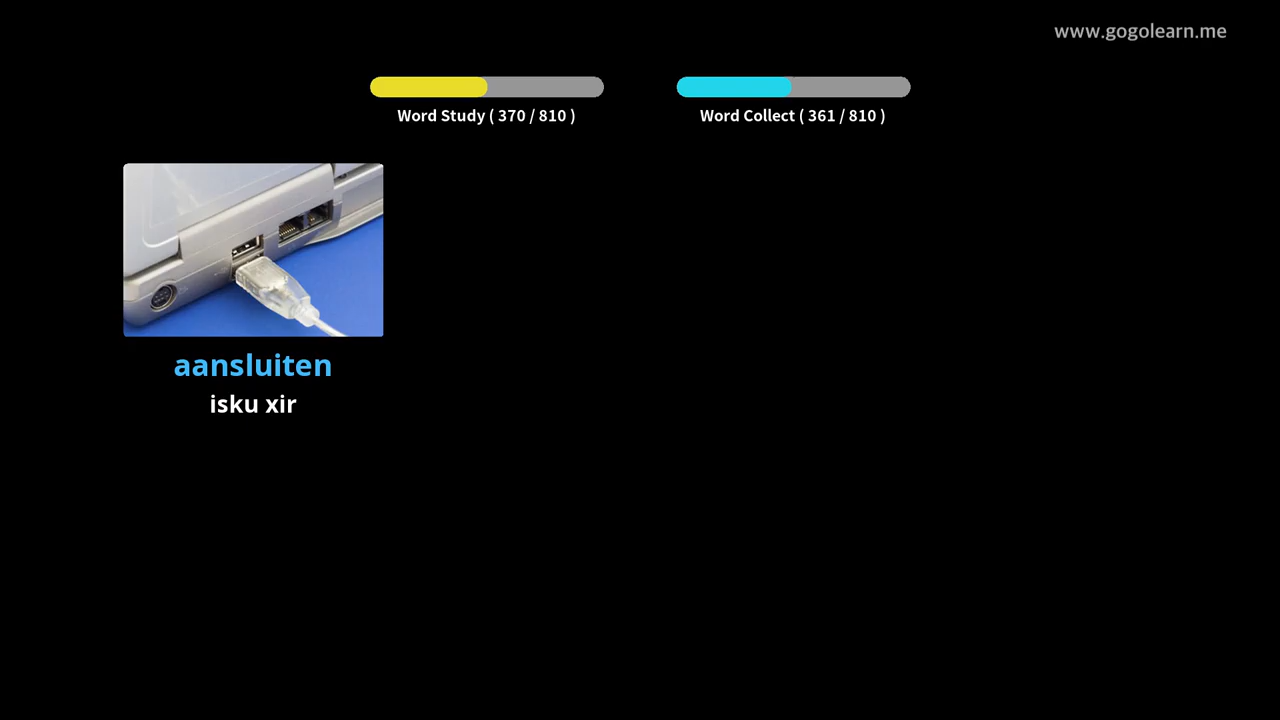 www.gogolearn.me
Word Study ( 370 / 810 )
Word Collect ( 361 / 810 )
aansluiten
isku xir